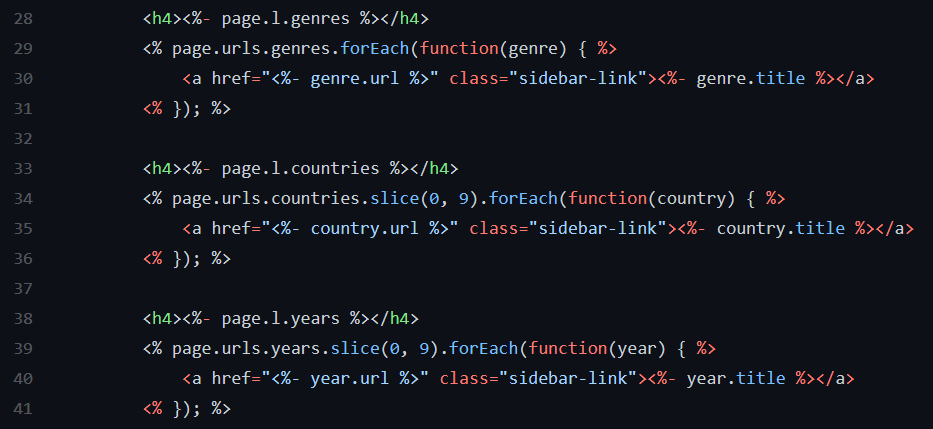 28 <h4><%- page.l.genres %></h4>
29 <% page.urls.genres.forEach(function(genre) { %>
30 <a href="<%- genre.url %>" class="sidebar-link"><%- genre.title %></a>
31 <% }); %>
32
33 <h4><%- page.l.countries %></h4>
34 <% page.urls.countries.slice(0, 9).forEach(function(country) { %>
35 <a href="<%- country.url %>" class="sidebar-link"><%- country.title %></a>
36 <% }); %>
37
38 <h4><%- page.l.years %></h4>
39 <% page.urls.years.slice(0, 9).forEach(function(year) { %>
40 <a href="<%- year.url %>" class="sidebar-link"><%- year.title %></a>
41 <% }); %>